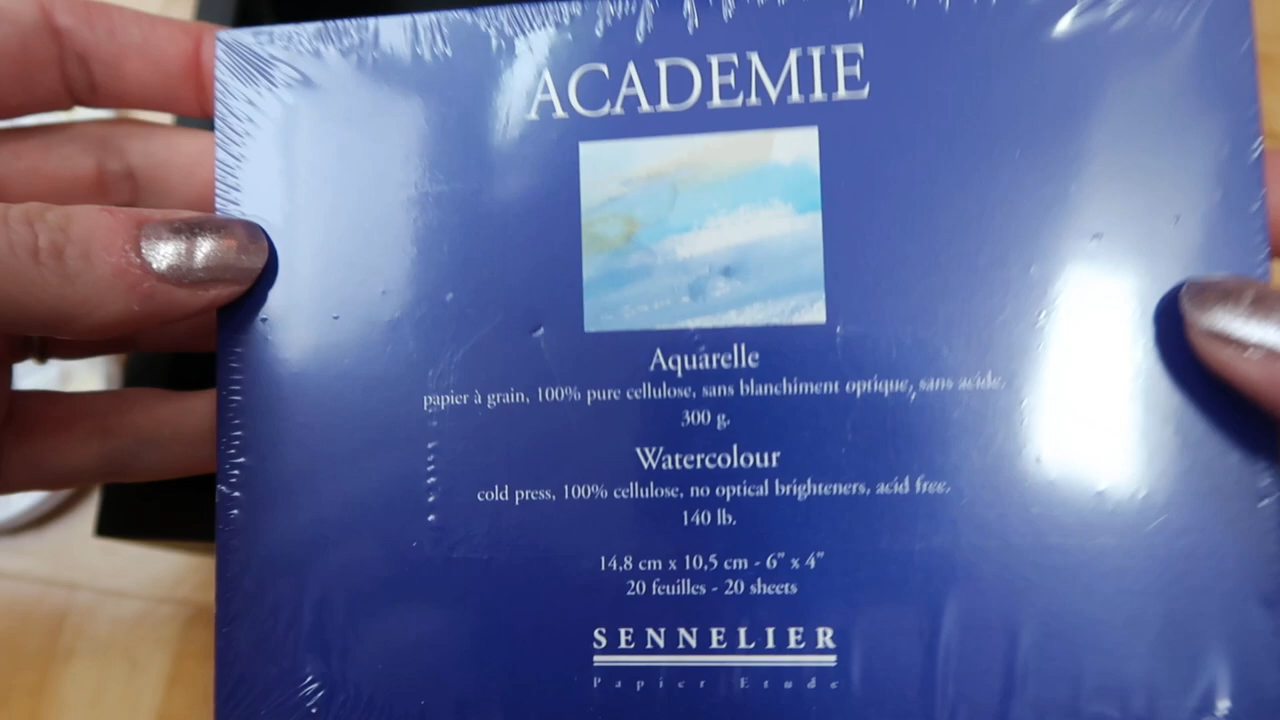 ACADEMIE
Aquarelle
papier à grain, 100% pure cellulose, sans blanchiment optique, sans acide.
300 g.
Watercolour
cold press, 100% cellulose, no optical brighteners, acid free.
140 lb.
14,8 cm x 10,5 cm - 6" x 4"
20 feuilles - 20 sheets
SENNELIER
Papier Etude